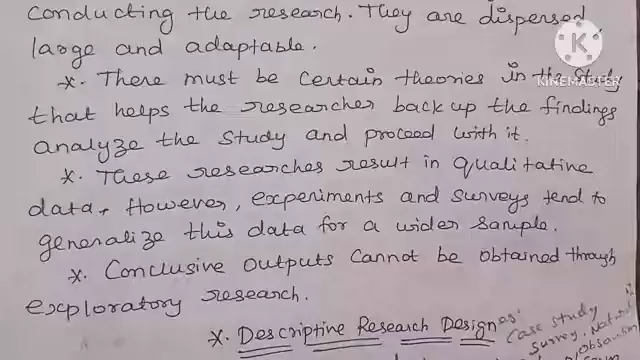 conducting the research. They are dispersed,
large and adaptable.
KINEMASTER
*. There must be certain theories in the study
that helps the researcher back up the findings
analyze the study and proceed with it.
*. These researches result in qualitative
data. However, experiments and surveys tend to
generalize this data for a wider sample.
*. Conclusive outputs cannot be obtained through
exploratory research.
*. Descriptive Research Design as: Case study
survey,